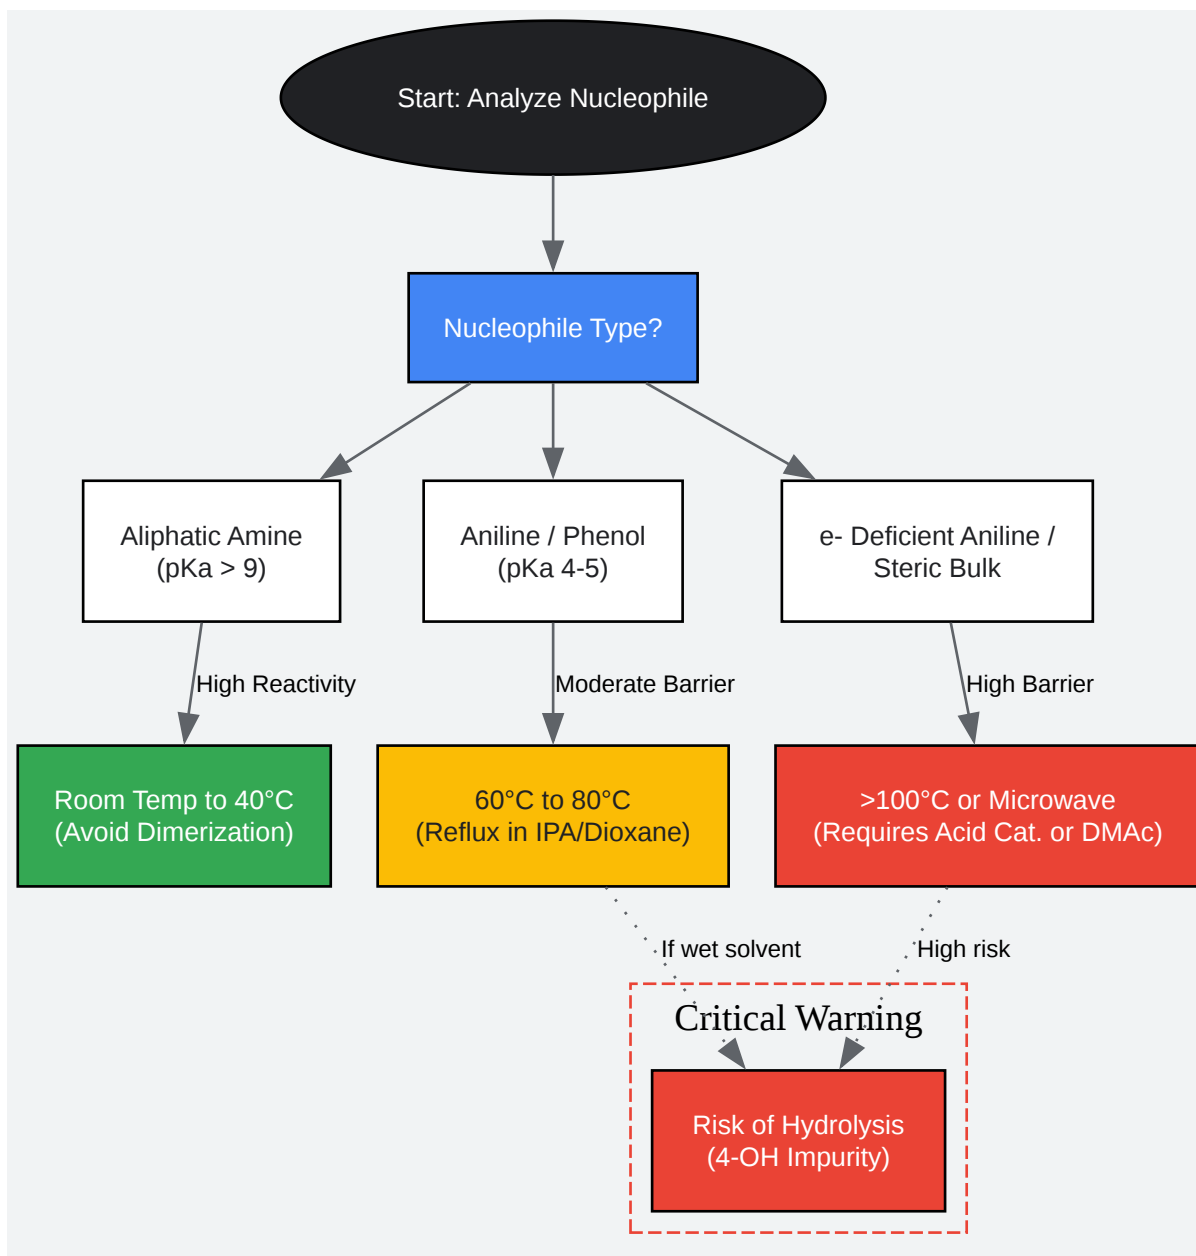 Start: Analyze Nucleophile
Nucleophile Type?
Aliphatic Amine
(pKa > 9)
Aniline / Phenol
(pKa 4-5)
e- Deficient Aniline /
Steric Bulk
High Reactivity
Moderate Barrier
High Barrier
Room Temp to 40°C
(Avoid Dimerization)
60°C to 80°C
(Reflux in IPA/Dioxane)
>100°C or Microwave
(Requires Acid Cat. or DMAc)
If wet solvent
High risk
Critical Warning
Risk of Hydrolysis
(4-OH Impurity)